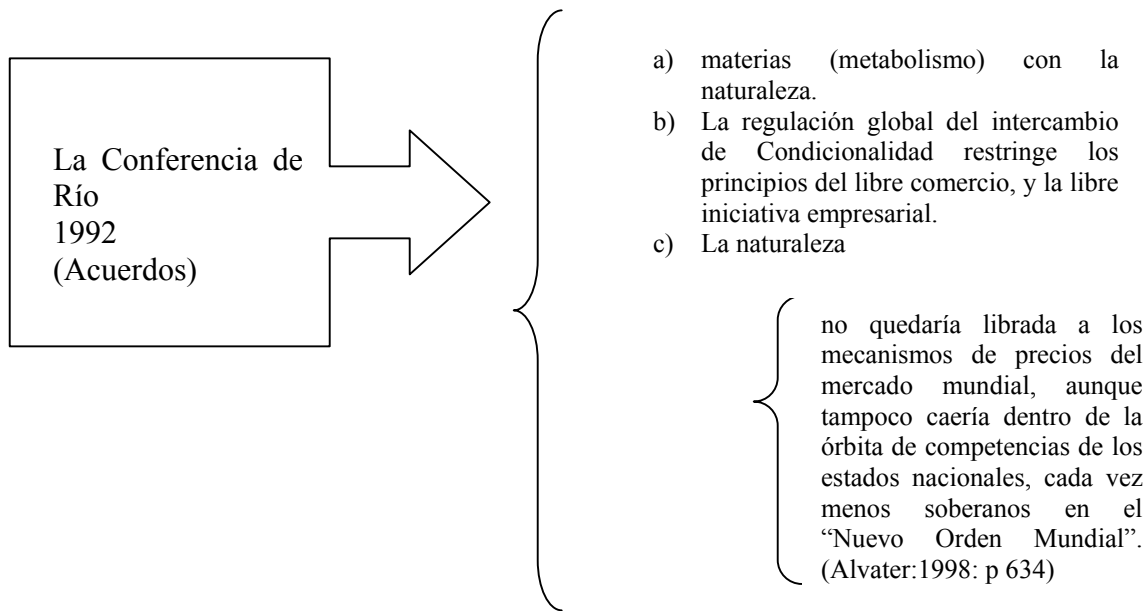 La Conferencia de
Río
1992
(Acuerdos)
a) materias (metabolismo) con la
naturaleza.
b) La regulación global del intercambio
de Condicionalidad restringe los
principios del libre comercio, y la libre
iniciativa empresarial.
c) La naturaleza
no quedaría librada a los
mecanismos de precios del
mercado mundial, aunque
tampoco caería dentro de la
órbita de competencias de los
estados nacionales, cada vez
menos soberanos en el
“Nuevo Orden Mundial”.
(Alvater:1998: p 634)